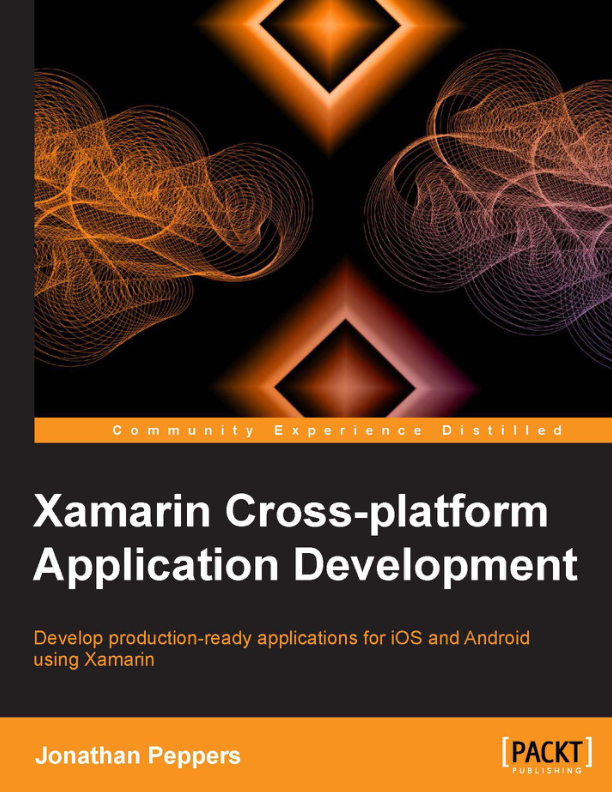 Community Experience Distilled
Xamarin Cross-platform
Application Development
Develop production-ready applications for iOS and Android
using Xamarin
Jonathan Peppers
[PACKT]
PUBLISHING